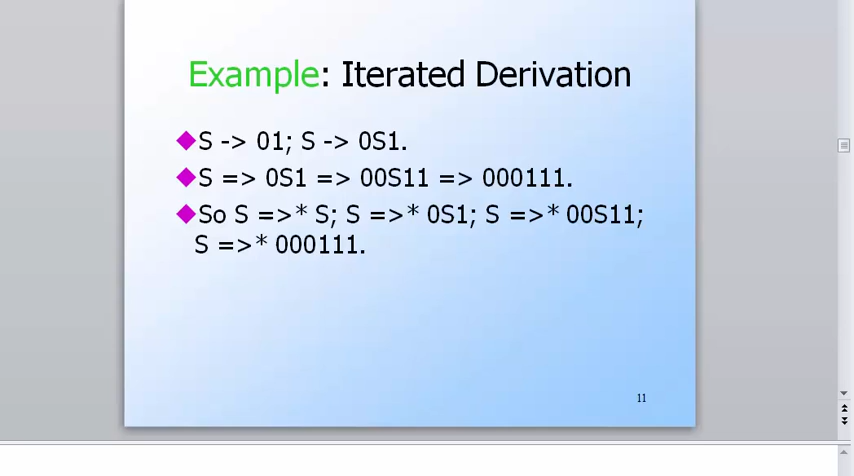 Example: Iterated Derivation
S -> 01; S -> 0S1.
S => 0S1 => 00S11 => 000111.
So S =>* S; S =>* 0S1; S =>* 00S11;
S =>* 000111.
11